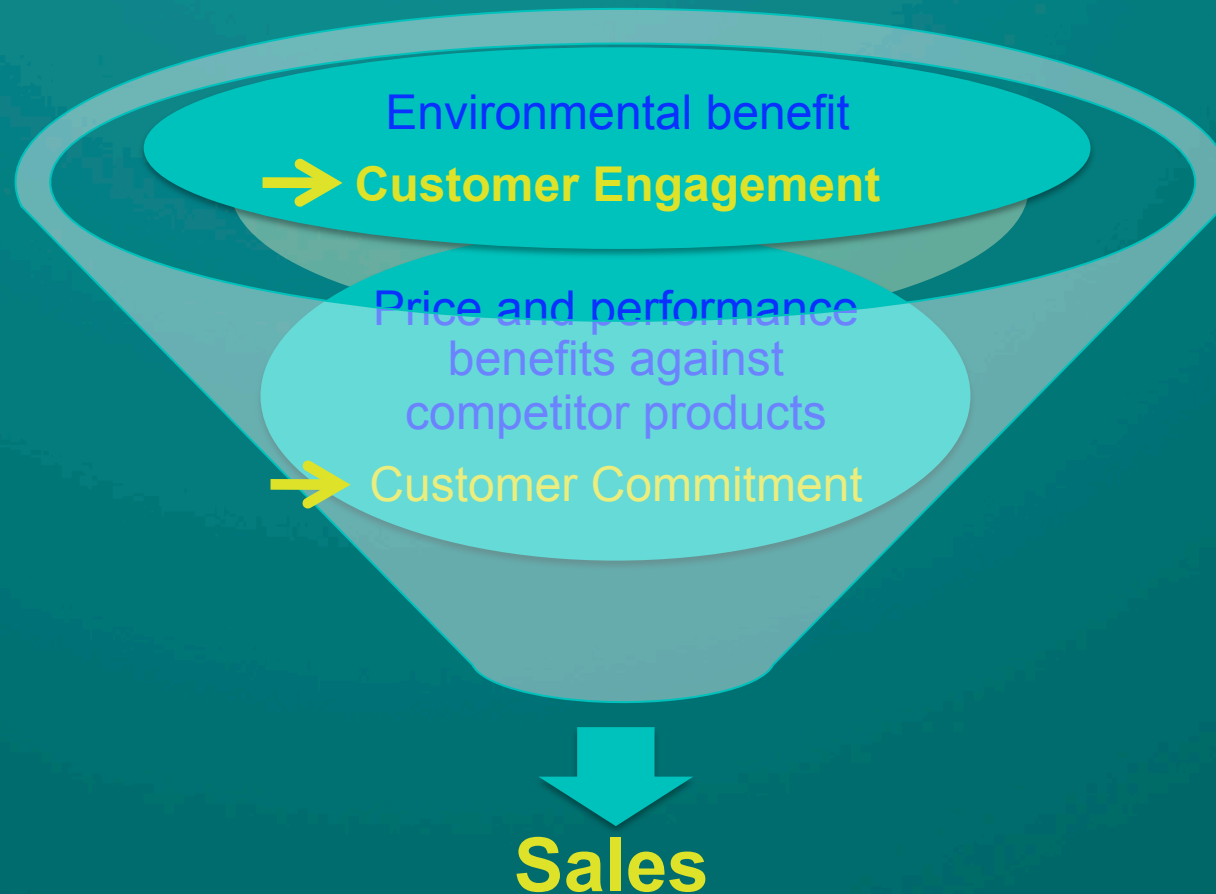 Environmental benefit
Customer Engagement
Price and performance
benefits against
competitor products
Customer Commitment
Sales